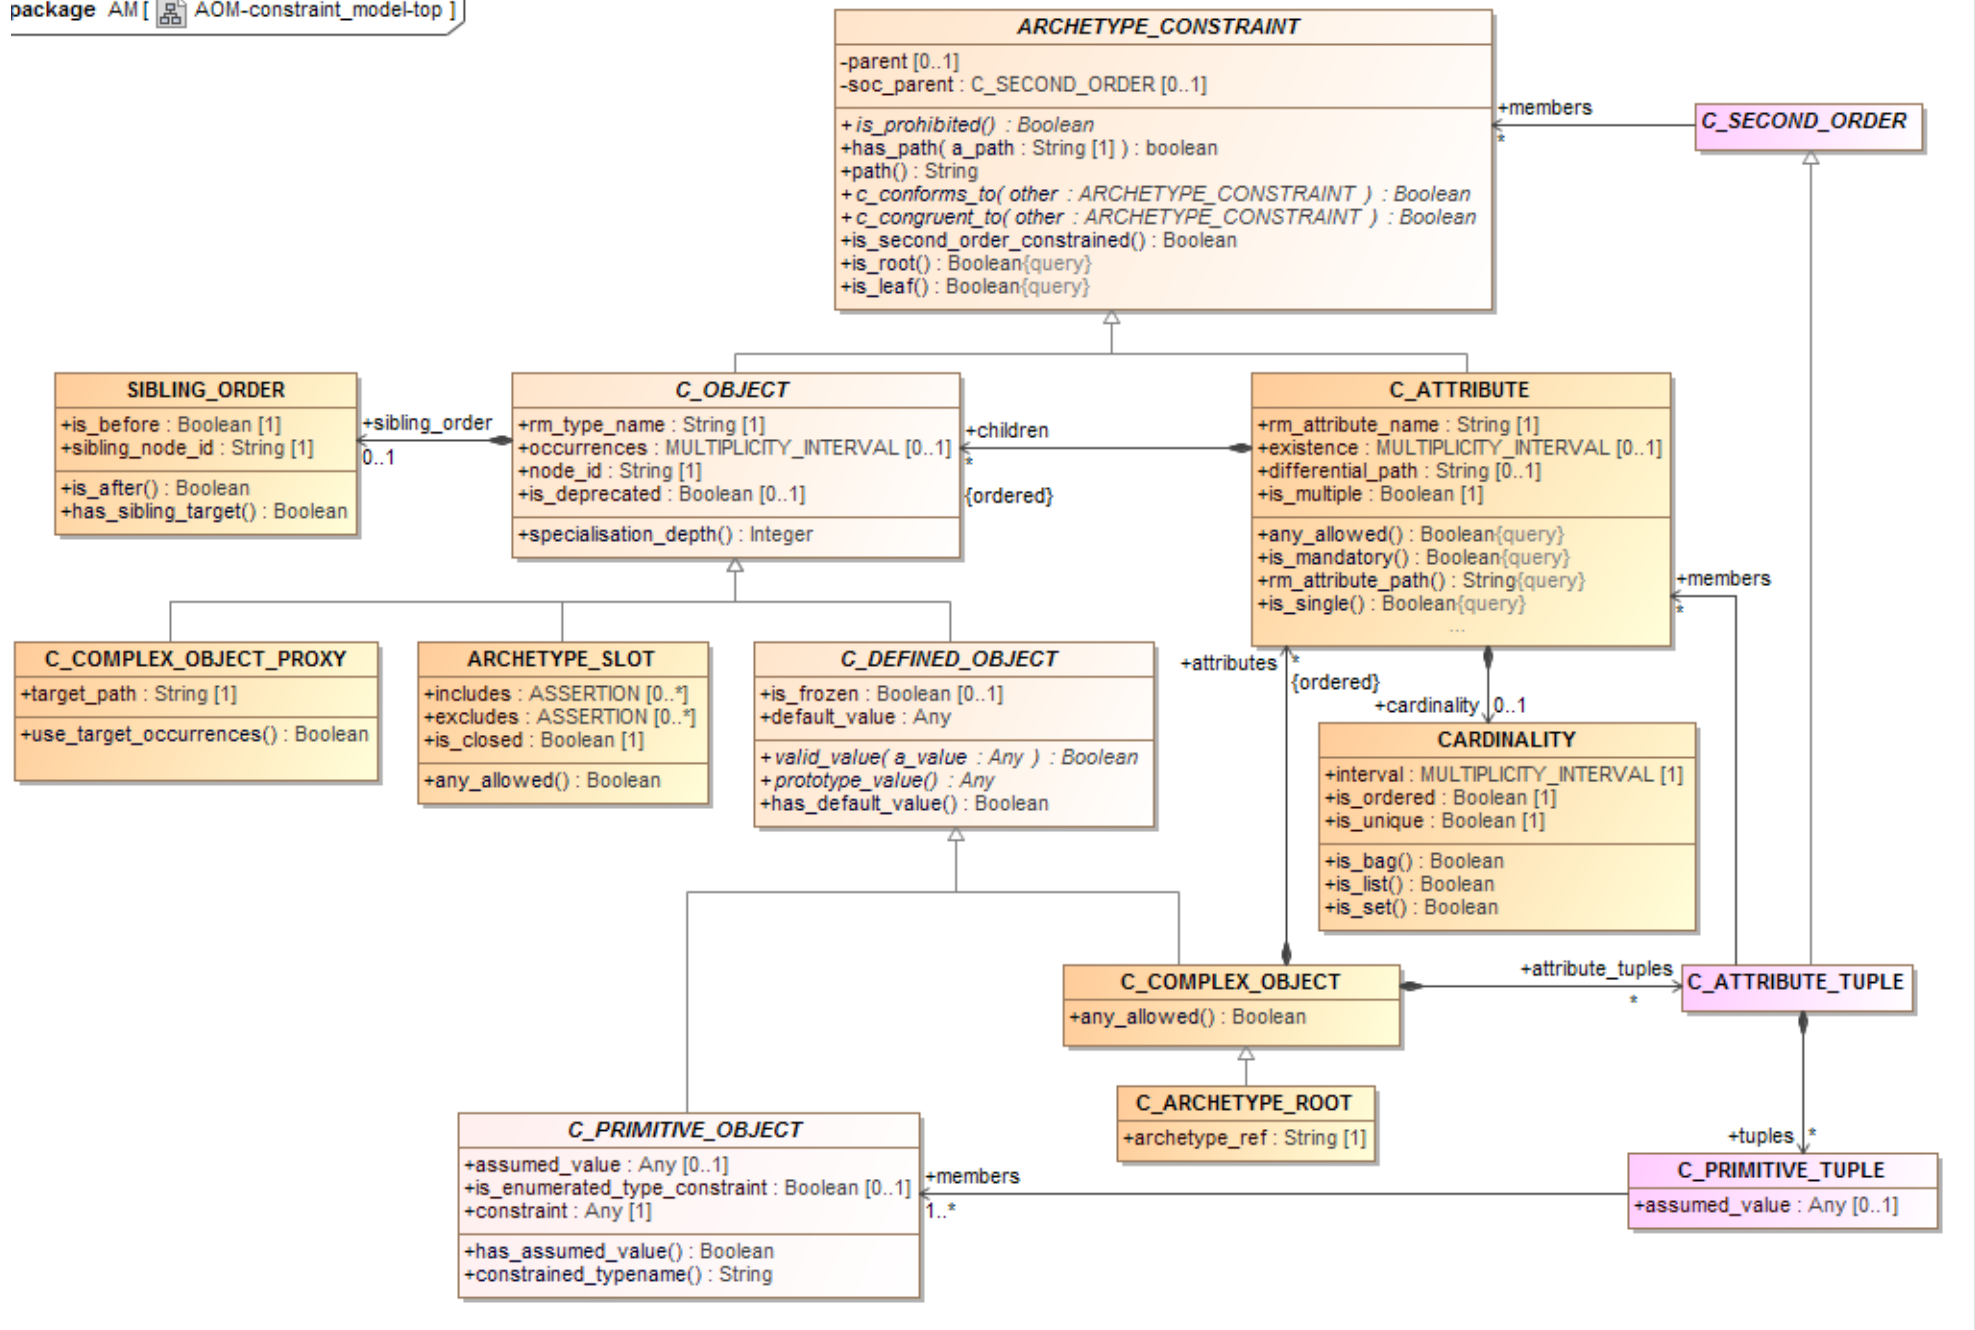 package AM [ AOM-constraint_model-top ]
ARCHETYPE_CONSTRAINT
-parent [0..1]
-soc_parent : C_SECOND_ORDER [0..1]
+is_prohibited() : Boolean
+has_path( a_path : String [1] ) : boolean
+path() : String
+c_conforms_to( other : ARCHETYPE_CONSTRAINT ) : Boolean
+c_congruent_to( other : ARCHETYPE_CONSTRAINT ) : Boolean
+is_second_order_constrained() : Boolean
+is_root() : Boolean{query}
+is_leaf() : Boolean{query}
+members
*
C_SECOND_ORDER
SIBLING_ORDER
+is_before : Boolean [1]
+sibling_node_id : String [1]
+is_after() : Boolean
+has_sibling_target() : Boolean
+sibling_order
0..1
C_OBJECT
+rm_type_name : String [1]
+occurrences : MULTIPLICITY_INTERVAL [0..1]
+node_id : String [1]
+is_deprecated : Boolean [0..1]
+specialisation_depth() : Integer
+children
*
{ordered}
C_ATTRIBUTE
+rm_attribute_name : String [1]
+existence : MULTIPLICITY_INTERVAL [0..1]
+differential_path : String [0..1]
+is_multiple : Boolean [1]
+any_allowed() : Boolean{query}
+is_mandatory() : Boolean{query}
+rm_attribute_path() : String{query}
+is_single() : Boolean{query}
...
+members
*
C_COMPLEX_OBJECT_PROXY
+target_path : String [1]
+use_target_occurrences() : Boolean
ARCHETYPE_SLOT
+includes : ASSERTION [0..*]
+excludes : ASSERTION [0..*]
+is_closed : Boolean [1]
+any_allowed() : Boolean
C_DEFINED_OBJECT
+is_frozen : Boolean [0..1]
+default_value : Any
+valid_value( a_value : Any ) : Boolean
+prototype_value() : Any
+has_default_value() : Boolean
+attributes
*
{ordered}
+cardinality
0..1
CARDINALITY
+interval : MULTIPLICITY_INTERVAL [1]
+is_ordered : Boolean [1]
+is_unique : Boolean [1]
+is_bag() : Boolean
+is_list() : Boolean
+is_set() : Boolean
C_COMPLEX_OBJECT
+any_allowed() : Boolean
+attribute_tuples
*
C_ATTRIBUTE_TUPLE
C_ARCHETYPE_ROOT
+archetype_ref : String [1]
+tuples
*
C_PRIMITIVE_OBJECT
+assumed_value : Any [0..1]
+is_enumerated_type_constraint : Boolean [0..1]
+constraint : Any [1]
+has_assumed_value() : Boolean
+constrained_typename() : String
+members
1..*
C_PRIMITIVE_TUPLE
+assumed_value : Any [0..1]